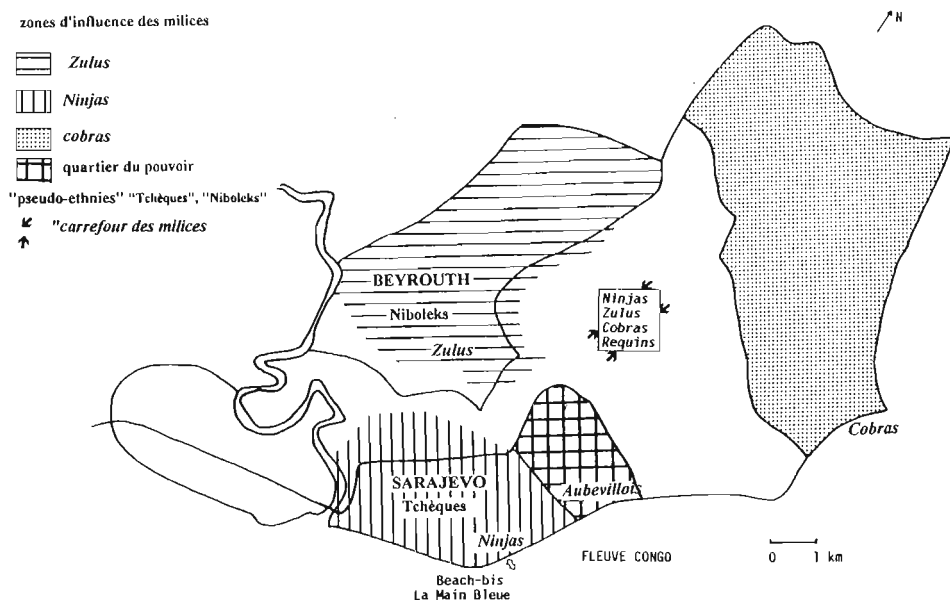 zones d'influence des milices
Zulus
Ninjas
cobras
quartier du pouvoir
"pseudo-ethnies" "Tchèques", "Niboleks"
"carrefour des milices
N
BEYROUTH
Niboleks
Zulus
Ninjas
Zulus
Cobras
Requins
Cobras
SARAJEVO
Tchèques
Ninjas
Aubevillois
FLEUVE CONGO
0 1 km
Beach-bis
La Main Bleue